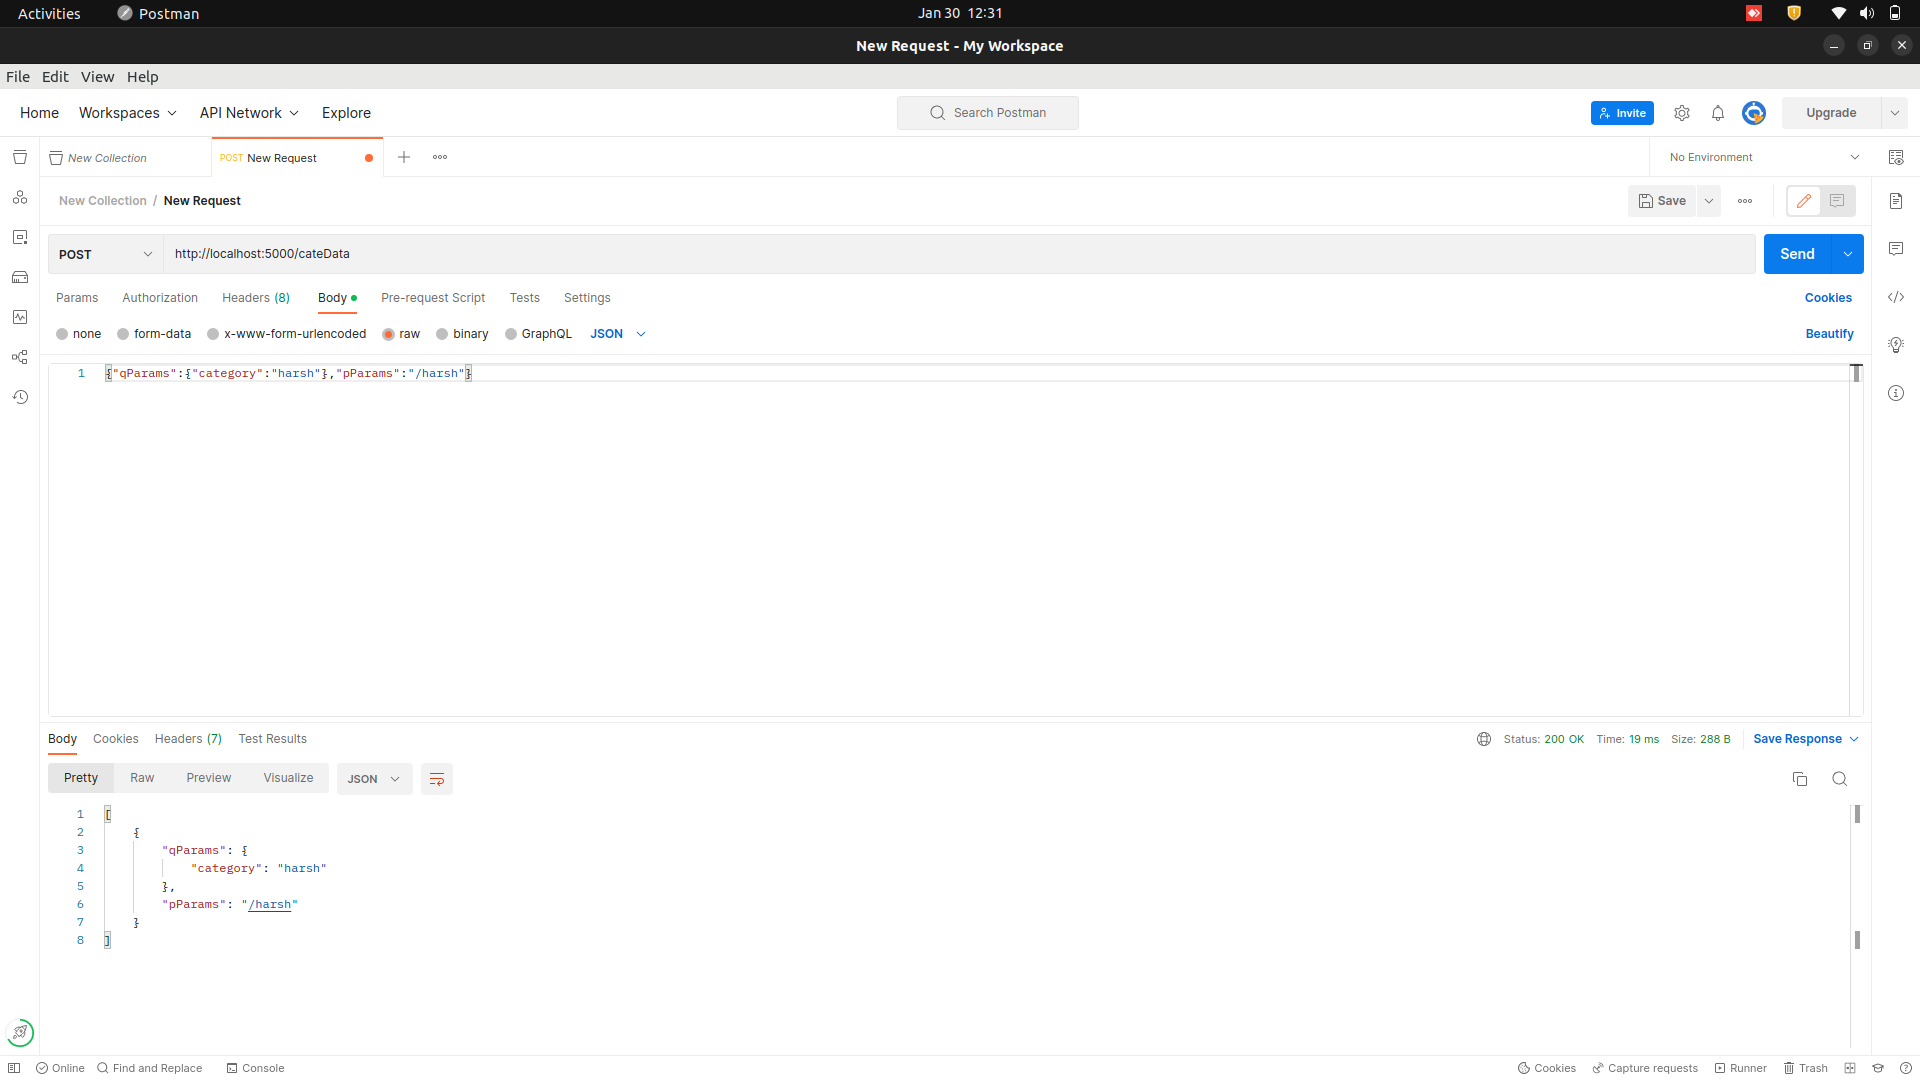 Activities Postman Jan 30 12:31
New Request - My Workspace
File Edit View Help
Home Workspaces API Network Explore Search Postman Invite Upgrade
New Collection POST New Request No Environment
New Collection / New Request Save
POST http://localhost:5000/cateData Send
Params Authorization Headers (8) Body Pre-request Script Tests Settings Cookies
none form-data x-www-form-urlencoded raw binary GraphQL JSON Beautify
1 {"qParams":{"category":"harsh"},"pParams":"/harsh"}
Body Cookies Headers (7) Test Results Status: 200 OK Time: 19 ms Size: 288 B Save Response
Pretty Raw Preview Visualize JSON
1 [
2 {
3 "qParams": {
4 "category": "harsh"
5 },
6 "pParams": "/harsh"
7 }
8 ]
Online Find and Replace Console Cookies Capture requests Runner Trash